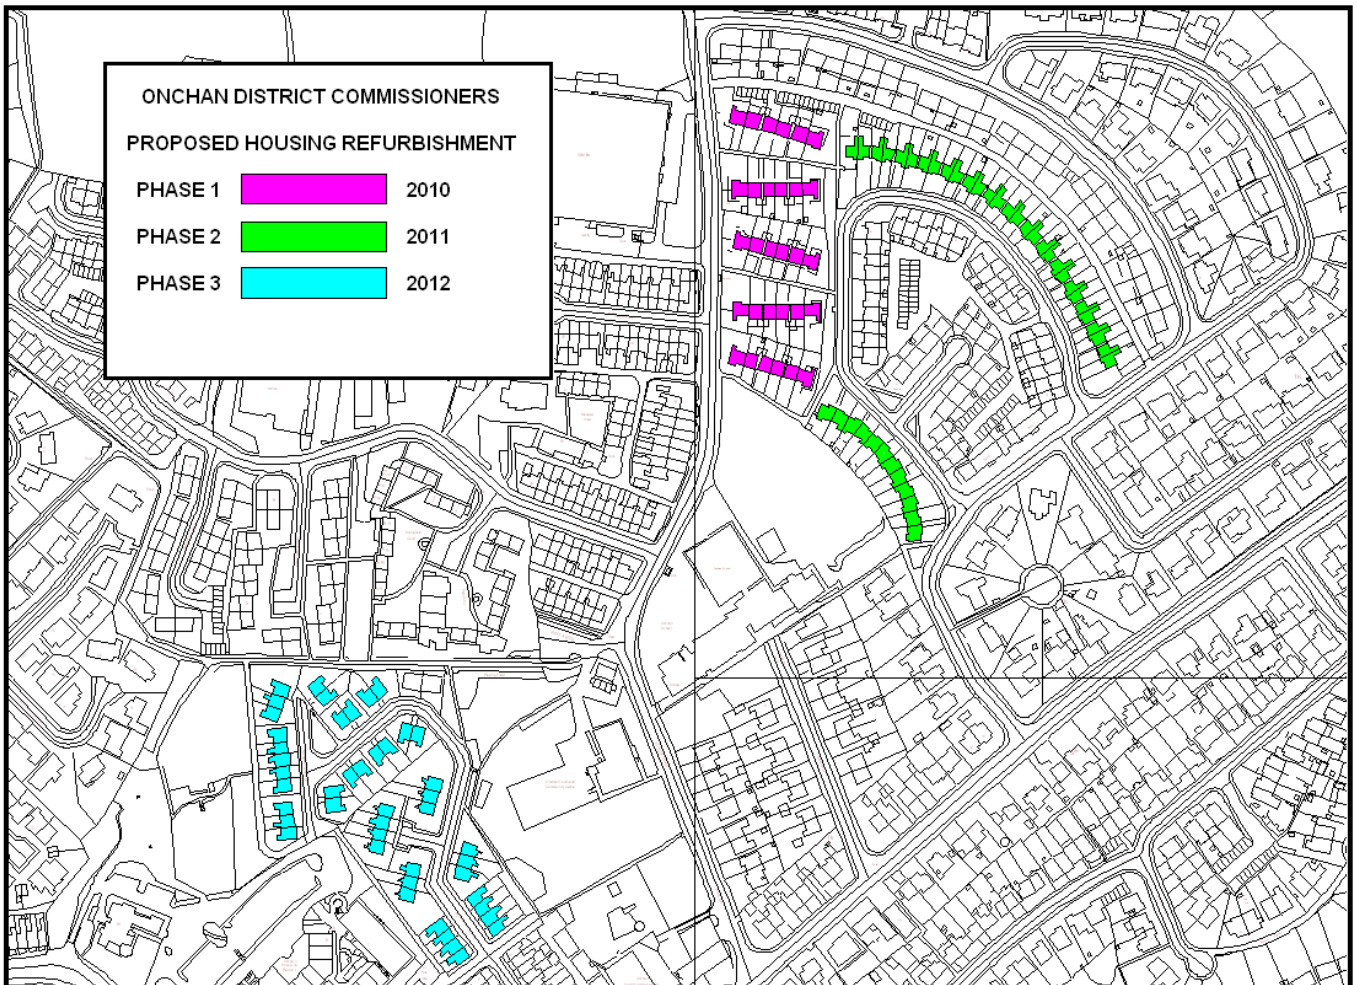 ONCHAN DISTRICT COMMISSIONERS
PROPOSED HOUSING REFURBISHMENT
PHASE 1 2010
PHASE 2 2011
PHASE 3 2012